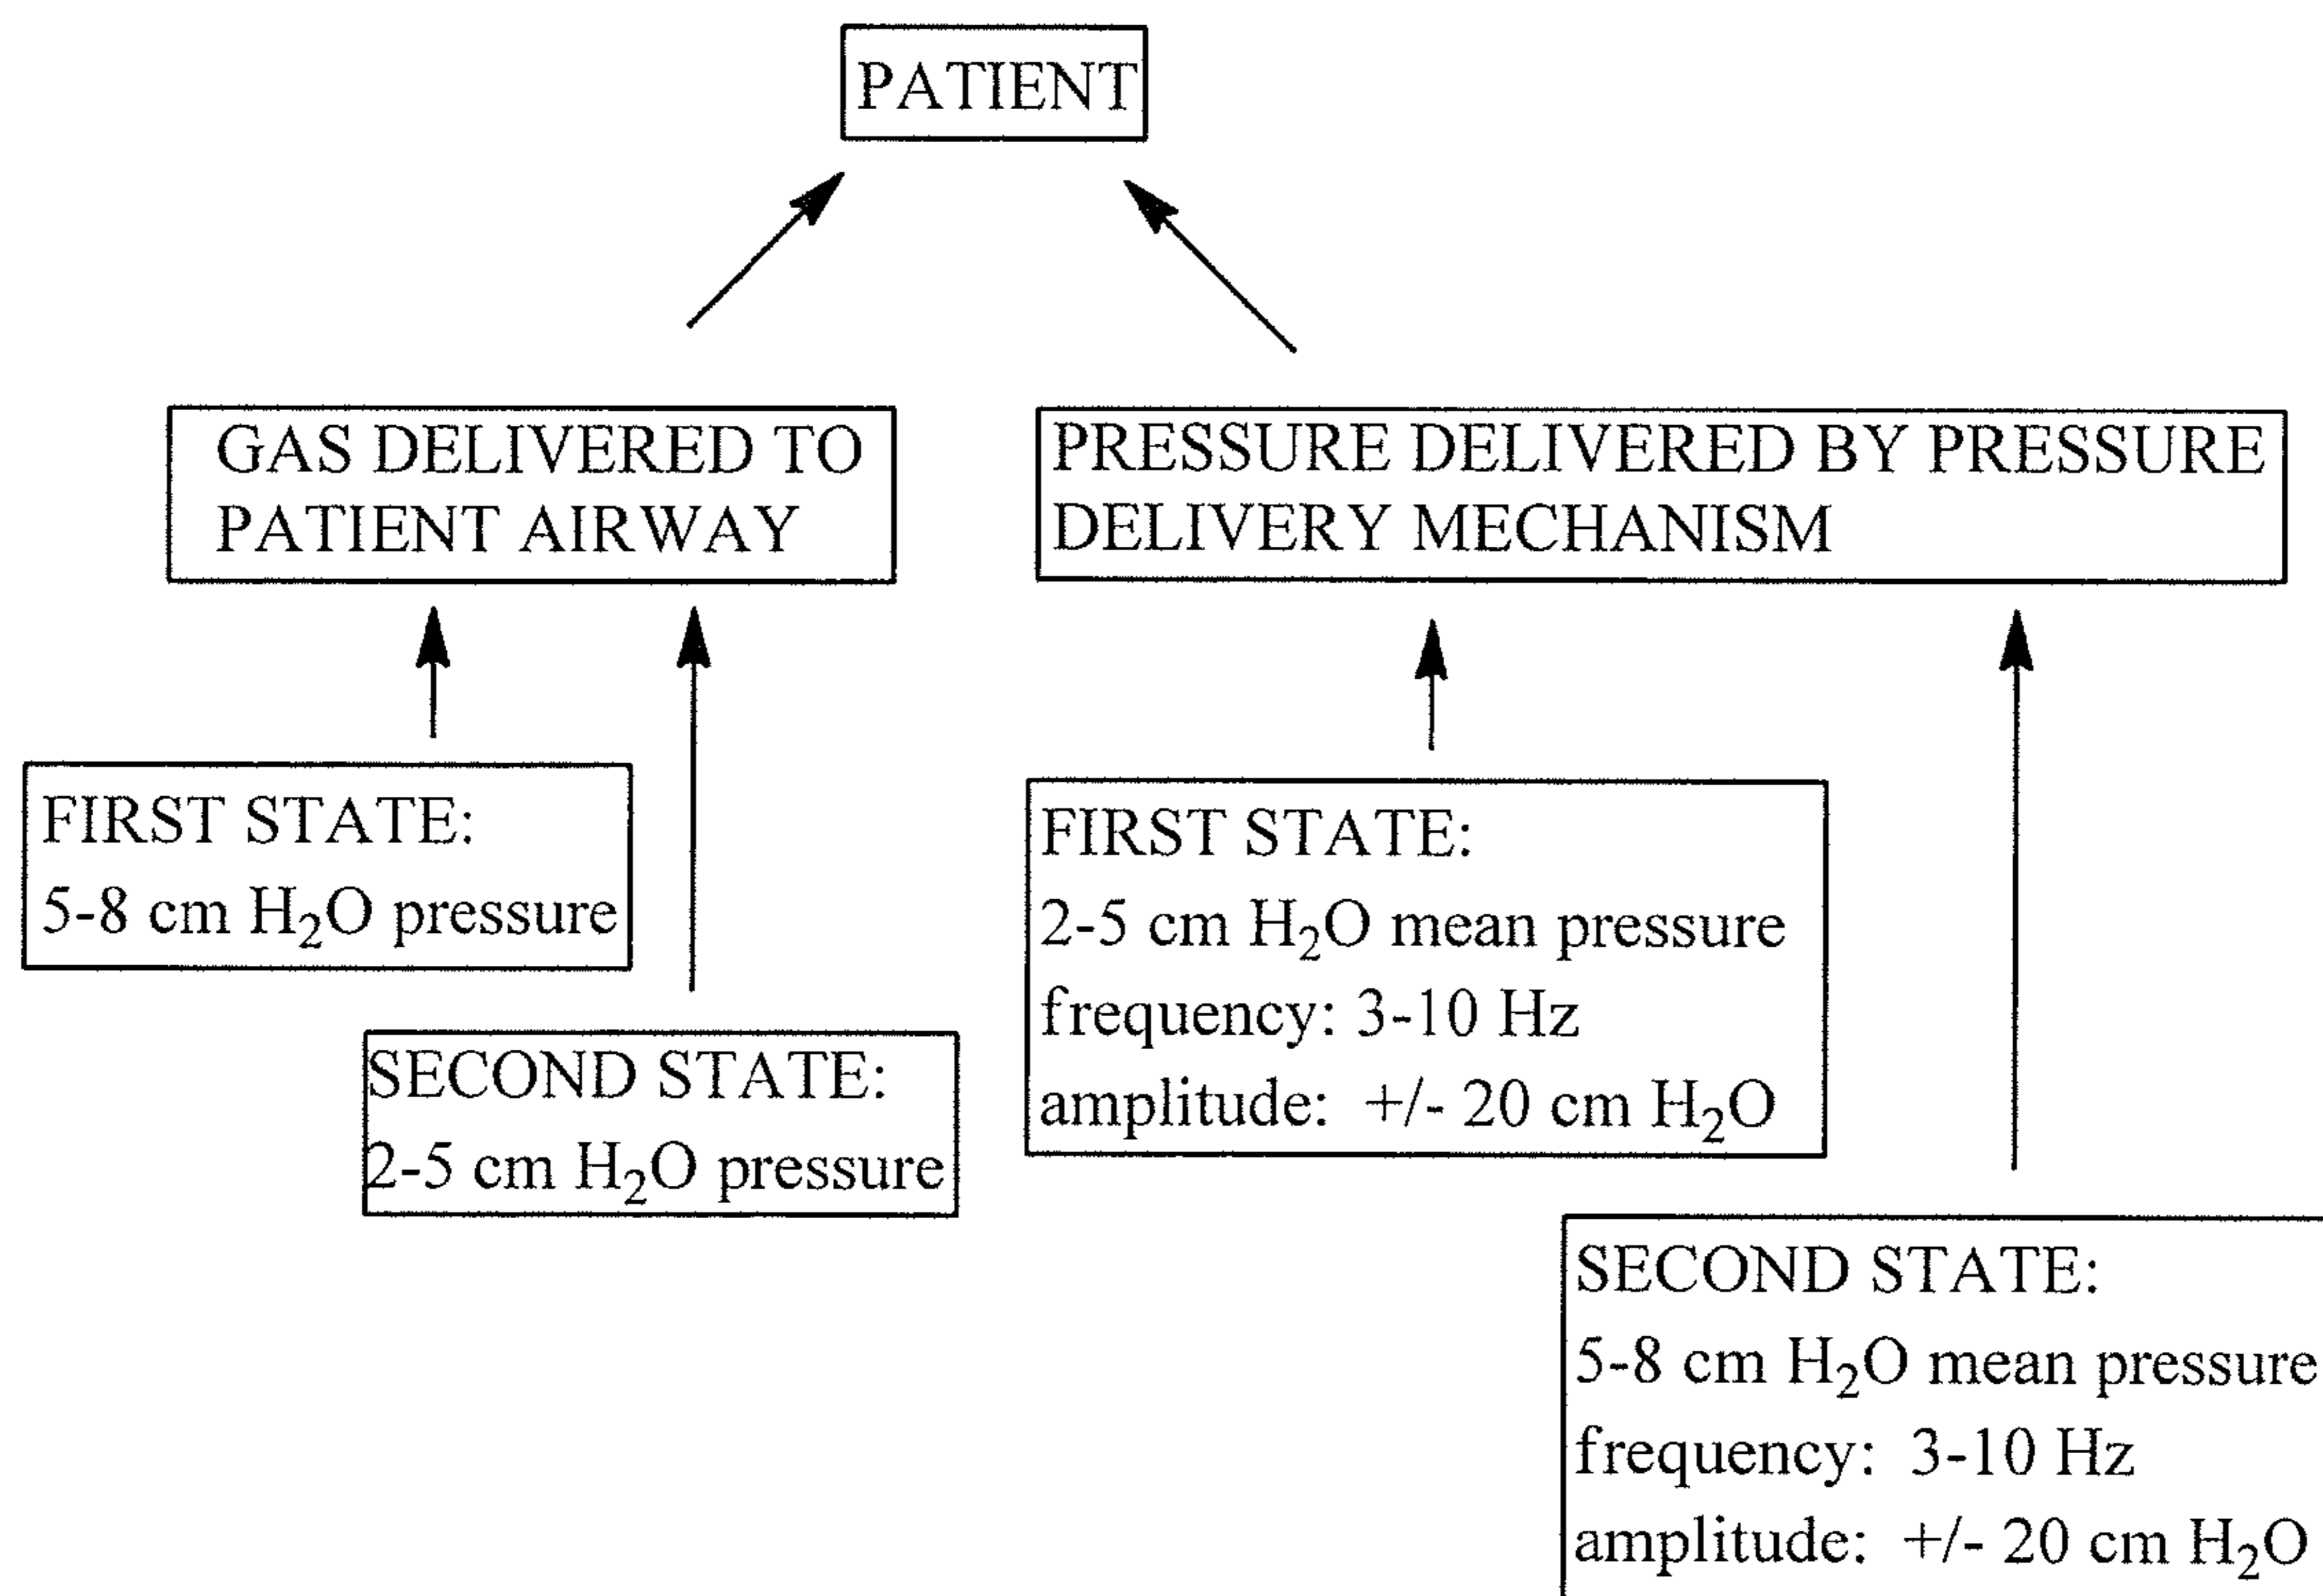 PATIENT
GAS DELIVERED TO
PATIENT AIRWAY
PRESSURE DELIVERED BY PRESSURE
DELIVERY MECHANISM
FIRST STATE:
5-8 cm H₂O pressure
SECOND STATE:
2-5 cm H₂O pressure
FIRST STATE:
2-5 cm H₂O mean pressure
frequency: 3-10 Hz
amplitude: +/- 20 cm H₂O
SECOND STATE:
5-8 cm H₂O mean pressure
frequency: 3-10 Hz
amplitude: +/- 20 cm H₂O